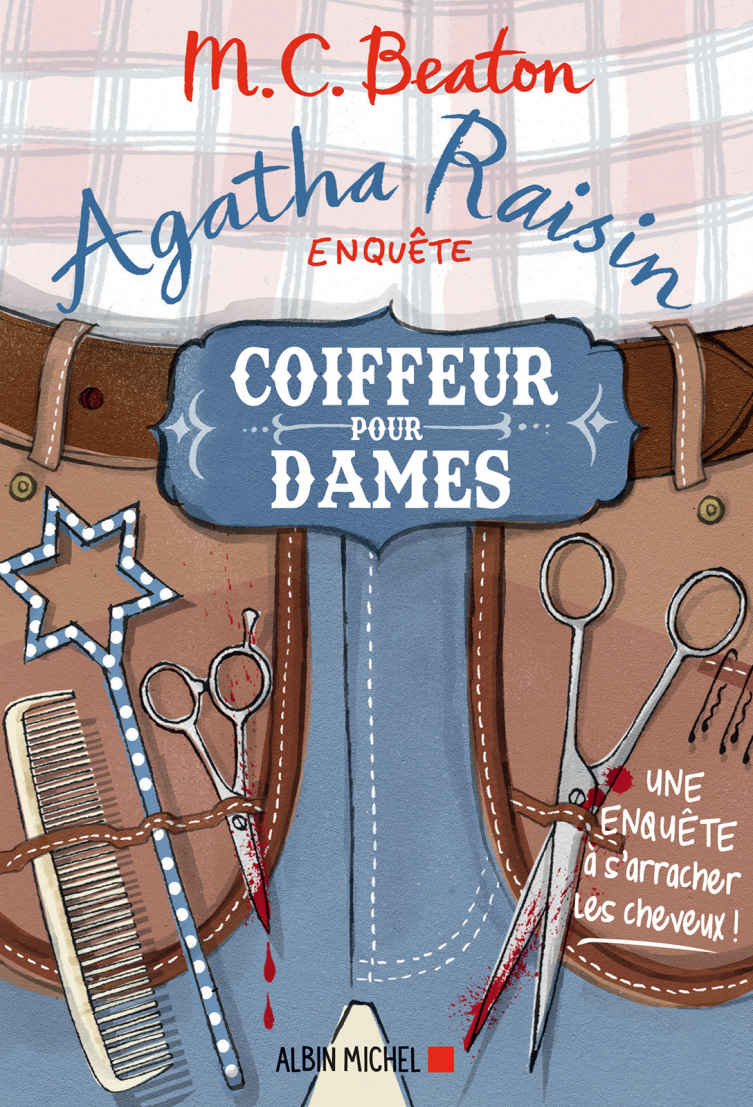 M.C. Beaton
Agatha Raisin
ENQUÊTE
COIFFEUR
POUR
DAMES
UNE
ENQUÊTE
à s'arracher
les cheveux !
ALBIN MICHEL